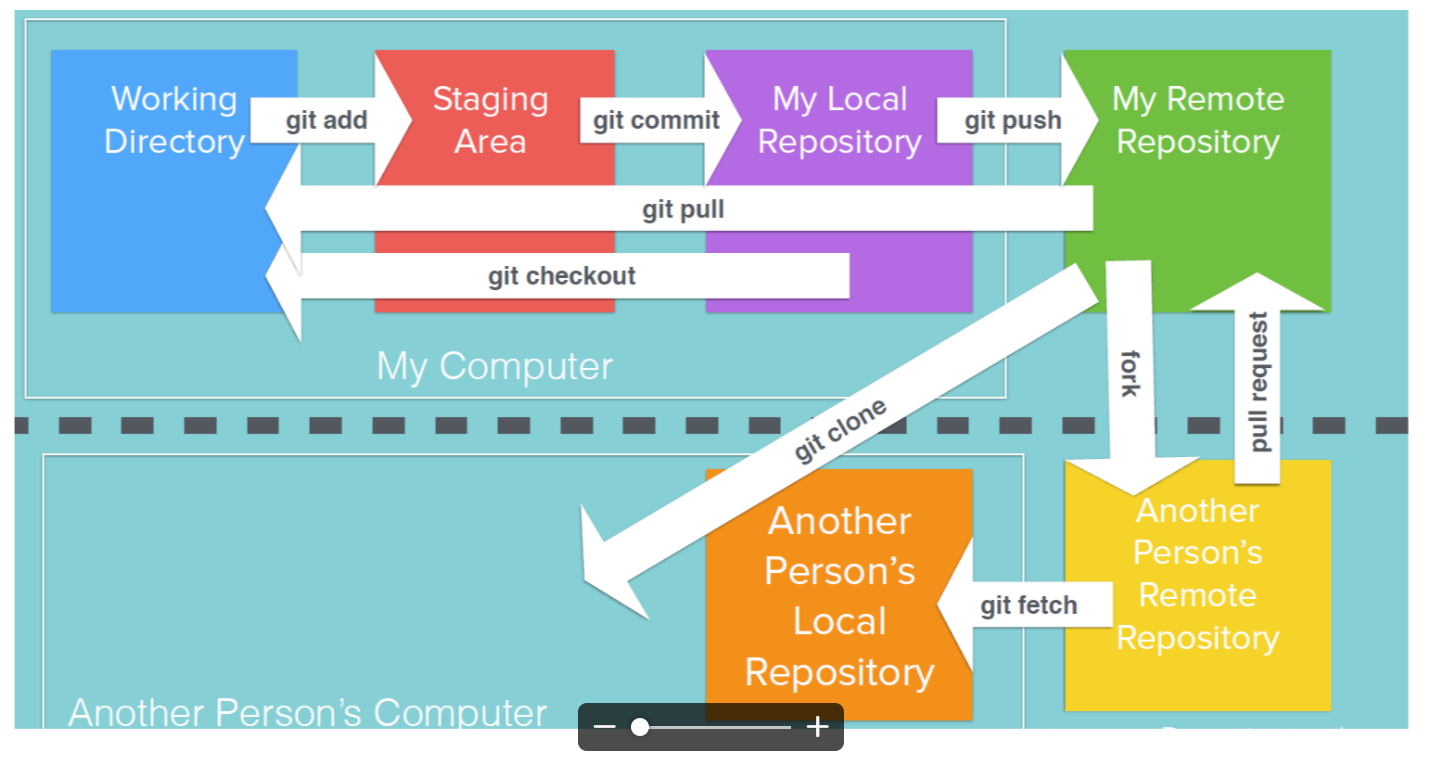 Working
Directory
git add
Staging
Area
git commit
My Local
Repository
git push
My Remote
Repository
git pull
git checkout
My Computer
git clone
fork
pull request
Another
Person's
Local
Repository
git fetch
Another
Person's
Remote
Repository
Another Person's Computer